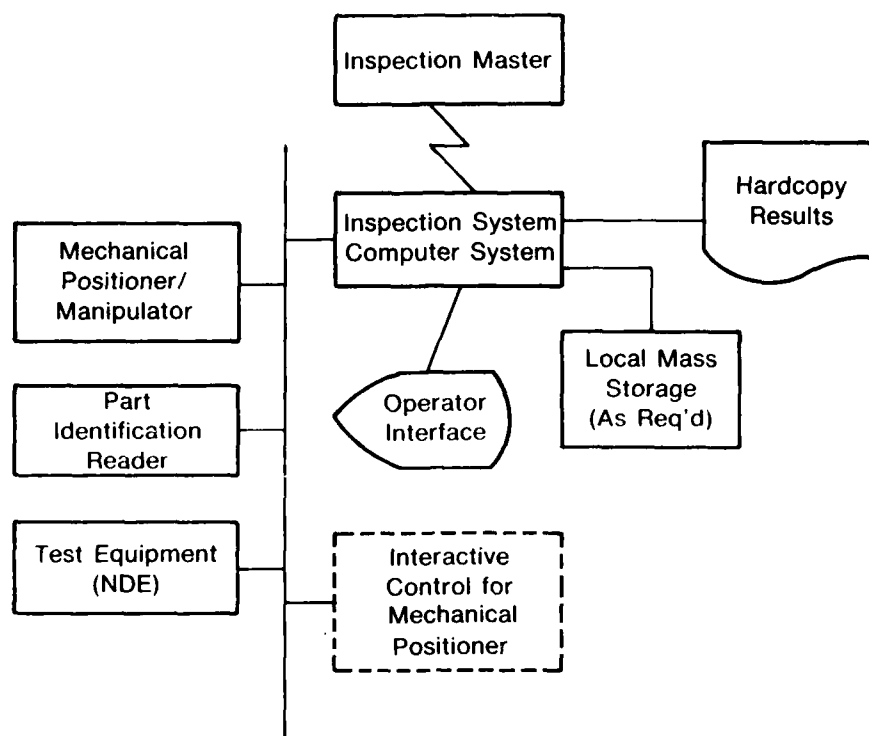 Inspection Master
Hardcopy
Results
Inspection System
Computer System
Mechanical
Positioner/
Manipulator
Local Mass
Storage
(As Req'd)
Operator
Interface
Part
Identification
Reader
Test Equipment
(NDE)
Interactive
Control for
Mechanical
Positioner